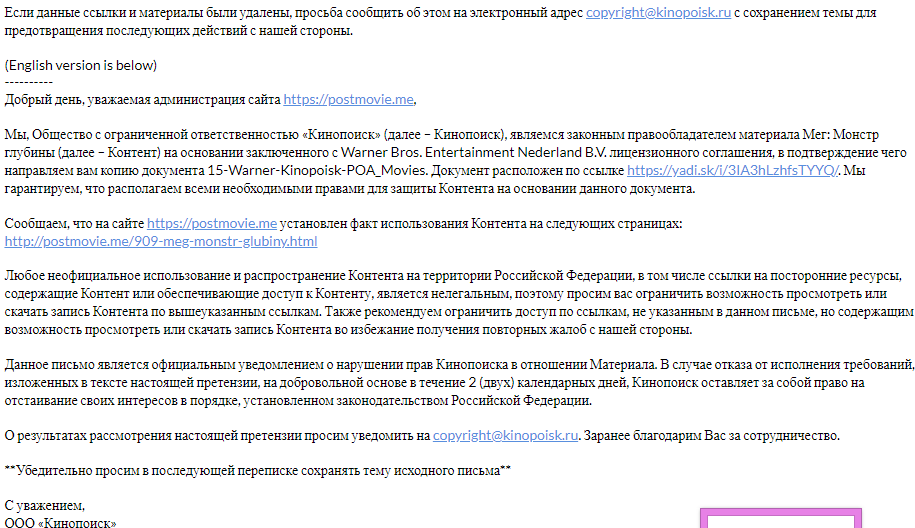 Если данные ссылки и материалы были удалены, просьба сообщить об этом на электронный адрес copyright@kinopoisk.ru с сохранением темы для
предотвращения последующих действий с нашей стороны.
(English version is below)
----------
Добрый день, уважаемая администрация сайта https://postmovie.me,
Мы, Общество с ограниченной ответственностью «Кинопоиск» (далее – Кинопоиск), являемся законным правообладателем материала Мег: Монстр
глубины (далее – Контент) на основании заключенного с Warner Bros. Entertainment Nederland B.V. лицензионного соглашения, в подтверждение чего
направляем вам копию документа 15-Warner-Kinopoisk-POA_Movies. Документ расположен по ссылке https://yadi.sk/i/3IA3hLzhfsTYYQ/. Мы
гарантируем, что располагаем всеми необходимыми правами для защиты Контента на основании данного документа.
Сообщаем, что на сайте https://postmovie.me установлен факт использования Контента на следующих страницах:
http://postmovie.me/909-meg-monstr-glubiny.html
Любое неофициальное использование и распространение Контента на территории Российской Федерации, в том числе ссылки на посторонние ресурсы,
содержащие Контент или обеспечивающие доступ к Контенту, является нелегальным, поэтому просим вас ограничить возможность просмотреть или
скачать запись Контента по вышеуказанным ссылкам. Также рекомендуем ограничить доступ по ссылкам, не указанным в данном письме, но содержащим
возможность просмотреть или скачать запись Контента во избежание получения повторных жалоб с нашей стороны.
Данное письмо является официальным уведомлением о нарушении прав Кинопоиска в отношении Материала. В случае отказа от исполнения требований,
изложенных в тексте настоящей претензии, на добровольной основе в течение 2 (двух) календарных дней, Кинопоиск оставляет за собой право на
отстаивание своих интересов в порядке, установленном законодательством Российской Федерации.
О результатах рассмотрения настоящей претензии просим уведомить на copyright@kinopoisk.ru. Заранее благодарим Вас за сотрудничество.
**Убедительно просим в последующей переписке сохранять тему исходного письма**
С уважением,
ООО «Кинопоиск»